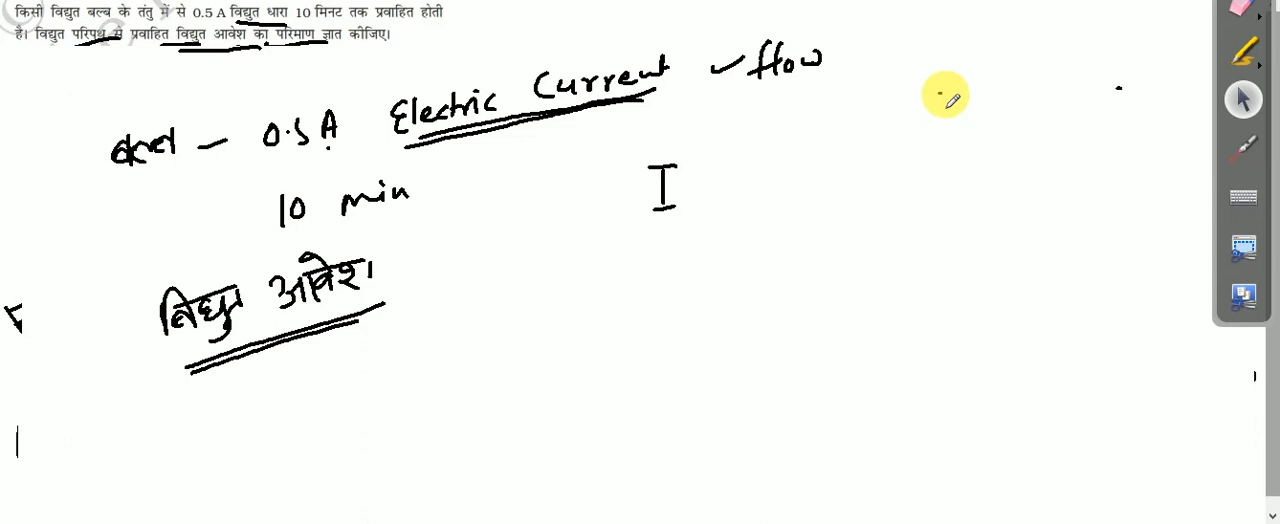 किसी विद्युत बल्ब के तंतु में से 0.5 A विद्युत धारा 10 मिनट तक प्रवाहित होती
है। विद्युत परिपथ से प्रवाहित विद्युत आवेश का परिमाण ज्ञात कीजिए।
बल्ब – 0.5 A Electric Current ✓ flow
10 min
I
विद्युत आवेश।